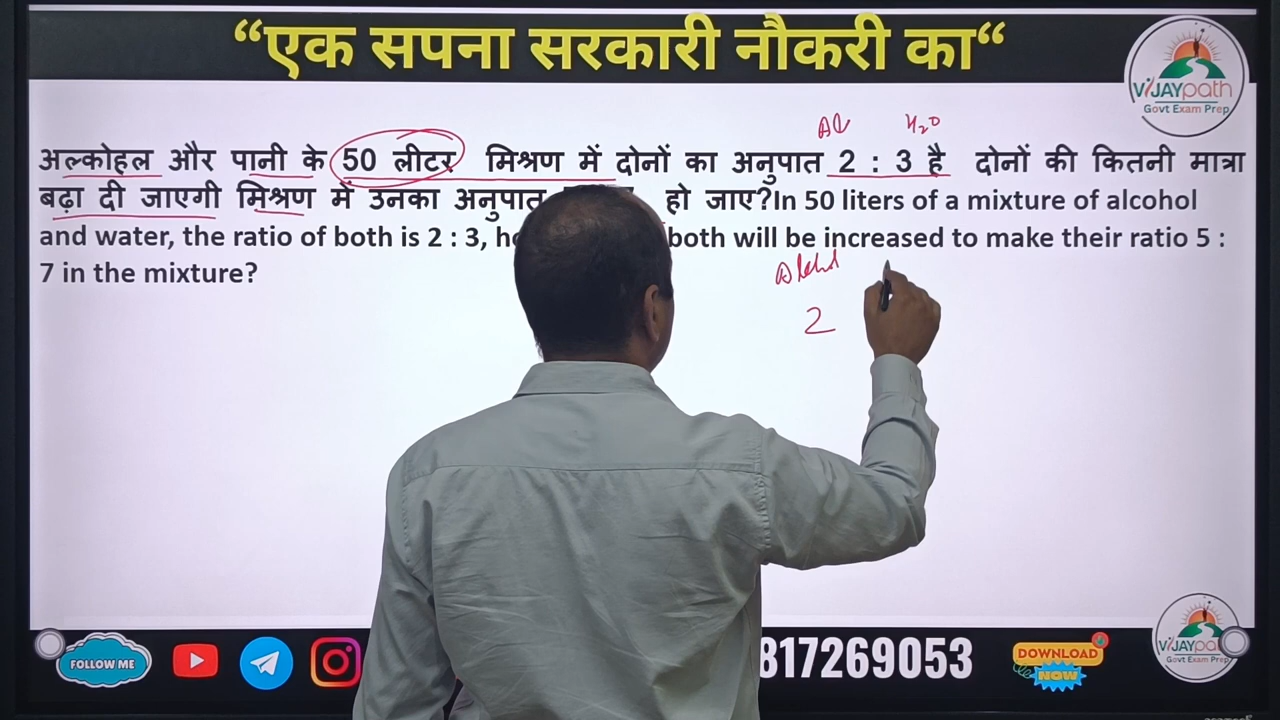 “एक सपना सरकारी नौकरी का“
VIJAYpath
Govt Exam Prep
Al H₂O
अल्कोहल और पानी के 50 लीटर मिश्रण में दोनों का अनुपात 2 : 3 है दोनों की कितनी मात्रा
बढ़ा दी जाएगी मिश्रण में उनका अनुपात हो जाए?In 50 liters of a mixture of alcohol
and water, the ratio of both is 2 : 3, both will be increased to make their ratio 5 :
7 in the mixture?
2
FOLLOW ME
817269053
DOWNLOAD
NOW
VIJAYpath
Govt Exam Prep